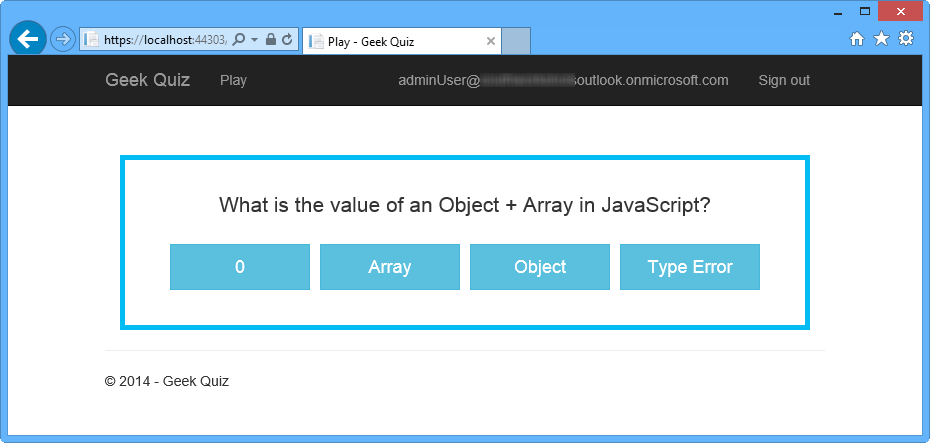 https://localhost:44303/
Play - Geek Quiz
Geek Quiz
Play
adminUser@ outlook.onmicrosoft.com
Sign out
What is the value of an Object + Array in JavaScript?
0
Array
Object
Type Error
© 2014 - Geek Quiz